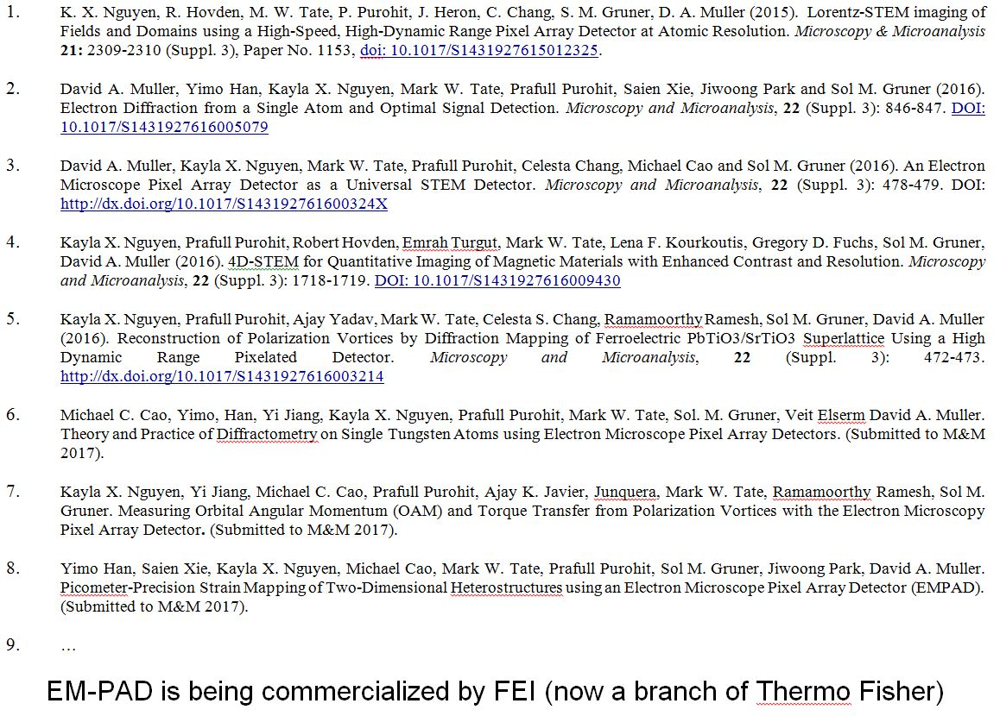 1. K. X. Nguyen, R. Hovden, M. W. Tate, P. Purohit, J. Heron, C. Chang, S. M. Gruner, D. A. Muller (2015). Lorentz-STEM imaging of
Fields and Domains using a High-Speed, High-Dynamic Range Pixel Array Detector at Atomic Resolution. Microscopy & Microanalysis
21: 2309-2310 (Suppl. 3), Paper No. 1153, doi: 10.1017/S1431927615012325.
2. David A. Muller, Yimo Han, Kayla X. Nguyen, Mark W. Tate, Prafull Purohit, Saien Xie, Jiwoong Park and Sol M. Gruner (2016).
Electron Diffraction from a Single Atom and Optimal Signal Detection. Microscopy and Microanalysis, 22 (Suppl. 3): 846-847. DOI:
10.1017/S1431927616005079
3. David A. Muller, Kayla X. Nguyen, Mark W. Tate, Prafull Purohit, Celesta Chang, Michael Cao and Sol M. Gruner (2016). An Electron
Microscope Pixel Array Detector as a Universal STEM Detector. Microscopy and Microanalysis, 22 (Suppl. 3): 478-479. DOI:
http://dx.doi.org/10.1017/S143192761600324X
4. Kayla X. Nguyen, Prafull Purohit, Robert Hovden, Emrah Turgut, Mark W. Tate, Lena F. Kourkoutis, Gregory D. Fuchs, Sol M. Gruner,
David A. Muller (2016). 4D-STEM for Quantitative Imaging of Magnetic Materials with Enhanced Contrast and Resolution. Microscopy
and Microanalysis, 22 (Suppl. 3): 1718-1719. DOI: 10.1017/S1431927616009430
5. Kayla X. Nguyen, Prafull Purohit, Ajay Yadav, Mark W. Tate, Celesta S. Chang, Ramamoorthy Ramesh, Sol M. Gruner, David A. Muller
(2016). Reconstruction of Polarization Vortices by Diffraction Mapping of Ferroelectric PbTiO3/SrTiO3 Superlattice Using a High
Dynamic Range Pixelated Detector. Microscopy and Microanalysis, 22 (Suppl. 3): 472-473.
http://dx.doi.org/10.1017/S1431927616003214
6. Michael C. Cao, Yimo, Han, Yi Jiang, Kayla X. Nguyen, Prafull Purohit, Mark W. Tate, Sol. M. Gruner, Veit Elserm David A. Muller.
Theory and Practice of Diffractometry on Single Tungsten Atoms using Electron Microscope Pixel Array Detectors. (Submitted to M&M
2017).
7. Kayla X. Nguyen, Yi Jiang, Michael C. Cao, Prafull Purohit, Ajay K. Javier, Junquera, Mark W. Tate, Ramamoorthy Ramesh, Sol M.
Gruner. Measuring Orbital Angular Momentum (OAM) and Torque Transfer from Polarization Vortices with the Electron Microscopy
Pixel Array Detector. (Submitted to M&M 2017).
8. Yimo Han, Saien Xie, Kayla X. Nguyen, Michael Cao, Mark W. Tate, Prafull Purohit, Sol M. Gruner, Jiwoong Park, David A. Muller.
Picometer-Precision Strain Mapping of Two-Dimensional Heterostructures using an Electron Microscope Pixel Array Detector (EMPAD).
(Submitted to M&M 2017).
9. …
EM-PAD is being commercialized by FEI (now a branch of Thermo Fisher)